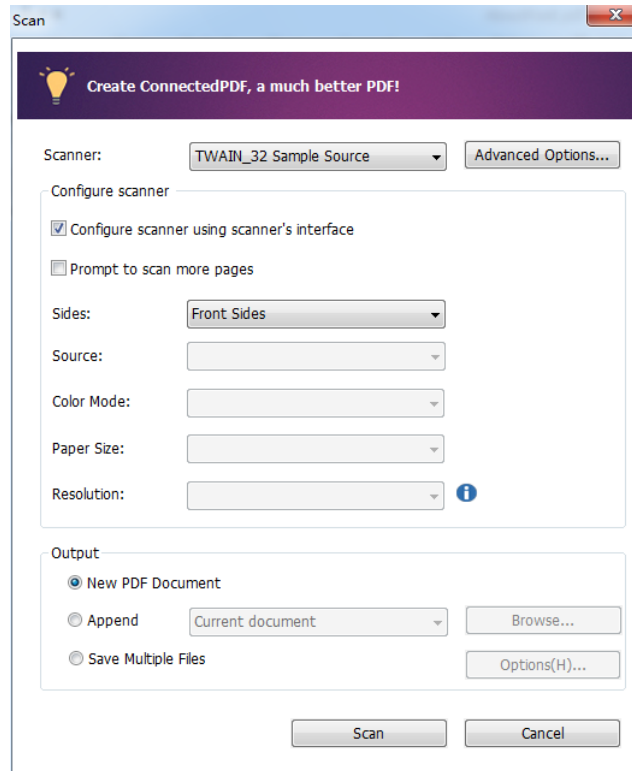 Scan
Create ConnectedPDF, a much better PDF!
Scanner: TWAIN_32 Sample Source Advanced Options...
Configure scanner
Configure scanner using scanner's interface
Prompt to scan more pages
Sides: Front Sides
Source:
Color Mode:
Paper Size:
Resolution:
Output
New PDF Document
Append Current document Browse...
Save Multiple Files Options(H)...
Scan Cancel